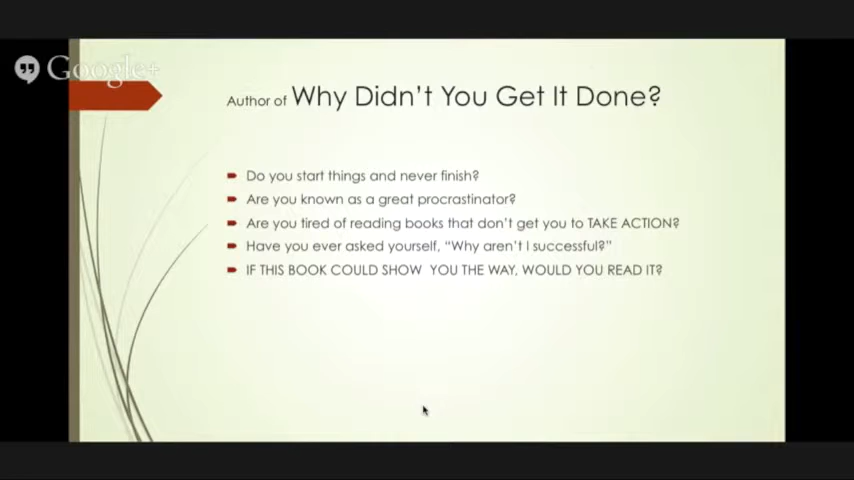 Google+
Author of Why Didn't You Get It Done?
Do you start things and never finish?
Are you known as a great procrastinator?
Are you tired of reading books that don't get you to TAKE ACTION?
Have you ever asked yourself, "Why aren't I successful?"
IF THIS BOOK COULD SHOW YOU THE WAY, WOULD YOU READ IT?